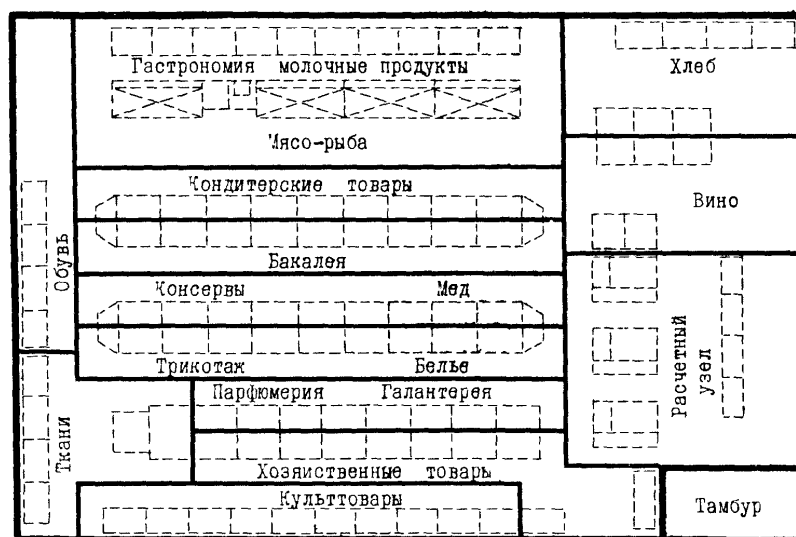 Гастрономия молочные продукты
Хлеб
Мясо-рыба
Кондитерские товары
Вино
Обувь
Бакалея
Консервы Мед
Расчетный
узел
Трикотаж Белье
Парфюмерия Галантерея
Ткани
Хозяиственные товары
Культтовары
Тамбур